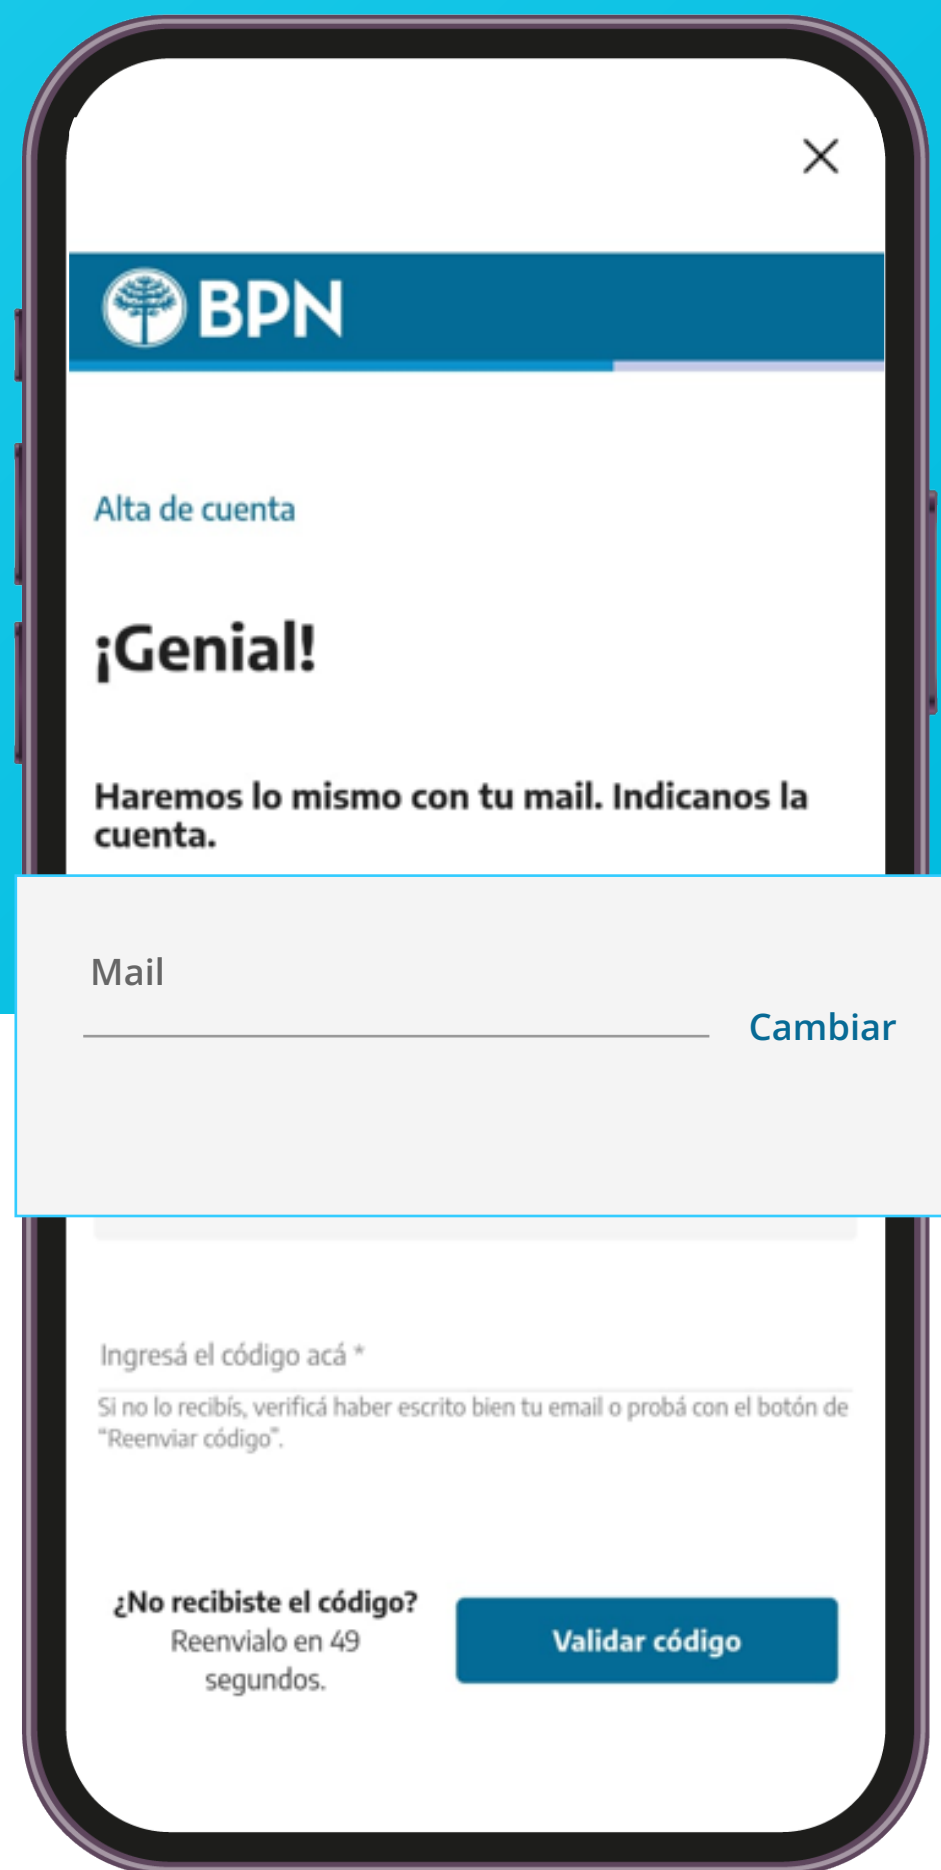 BPN
Alta de cuenta
¡Genial!
Haremos lo mismo con tu mail. Indicanos la
cuenta.
Mail
Cambiar
Ingresá el código acá *
Si no lo recibís, verificá haber escrito bien tu email o probá con el botón de
“Reenviar código”.
¿No recibiste el código?
Reenvialo en 49
segundos.
Validar código